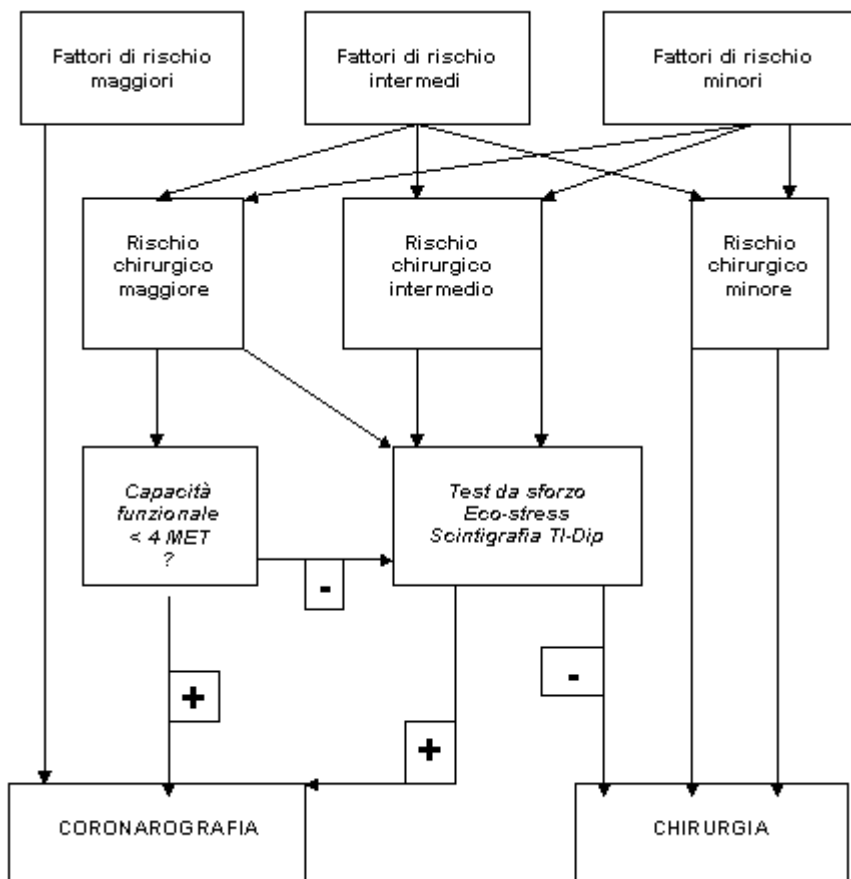 Fattori di rischio
maggiori
Fattori di rischio
intermedi
Fattori di rischio
minori
Rischio
chirurgico
maggiore
Rischio
chirurgico
intermedio
Rischio
chirurgico
minore
Capacità
funzionale
< 4 MET
?
Test da sforzo
Eco-stress
Scintigrafia Tl-Dip
-
+
-
+
CORONAROGRAFIA
CHIRURGIA